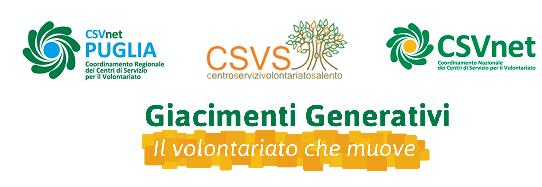 CSVnet
PUGLIA
Coordinamento Regionale
dei Centri di Servizio
per il Volontariato
CSVS
centroservizivolontariatosalento
CSVnet
Coordinamento Nazionale
dei Centri di Servizio per il Volontariato
Giacimenti Generativi
Il volontariato che muove